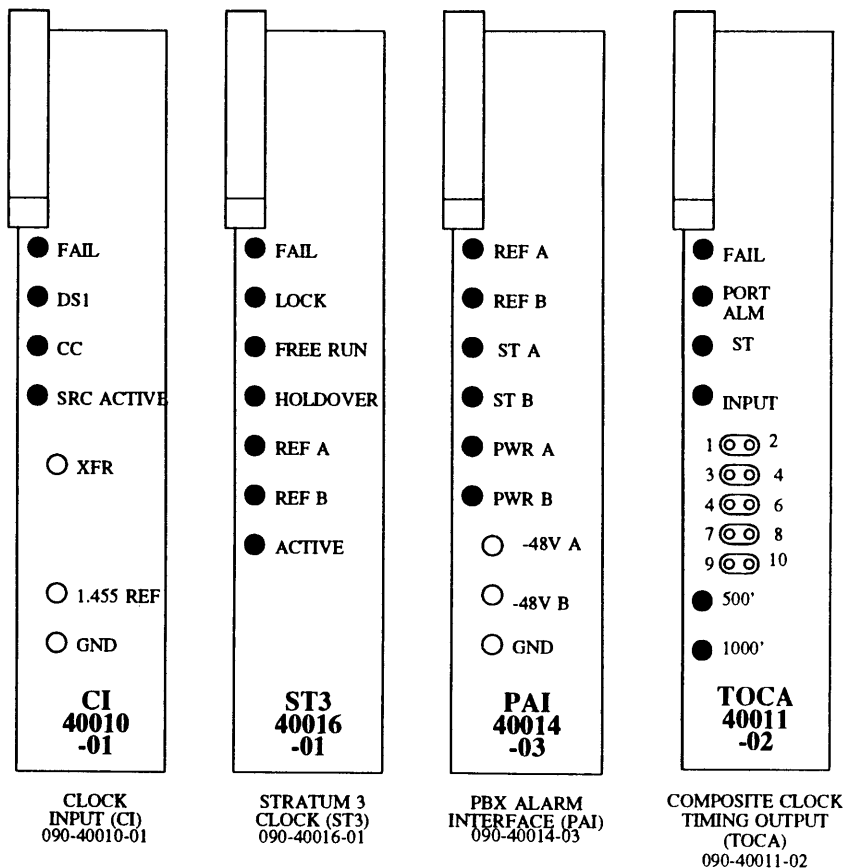 FAIL
DS1
CC
SRC ACTIVE
XFR
1.455 REF
GND
CI
40010
-01
CLOCK
INPUT (CI)
090-40010-01
FAIL
LOCK
FREE RUN
HOLDOVER
REF A
REF B
ACTIVE
ST3
40016
-01
STRATUM 3
CLOCK (ST3)
090-40016-01
REF A
REF B
ST A
ST B
PWR A
PWR B
-48V A
-48V B
GND
PAI
40014
-03
PBX ALARM
INTERFACE (PAI)
090-40014-03
FAIL
PORT
ALM
ST
INPUT
1 2
3 4
4 6
7 8
9 10
500'
1000'
TOCA
40011
-02
COMPOSITE CLOCK
TIMING OUTPUT
(TOCA)
090-40011-02